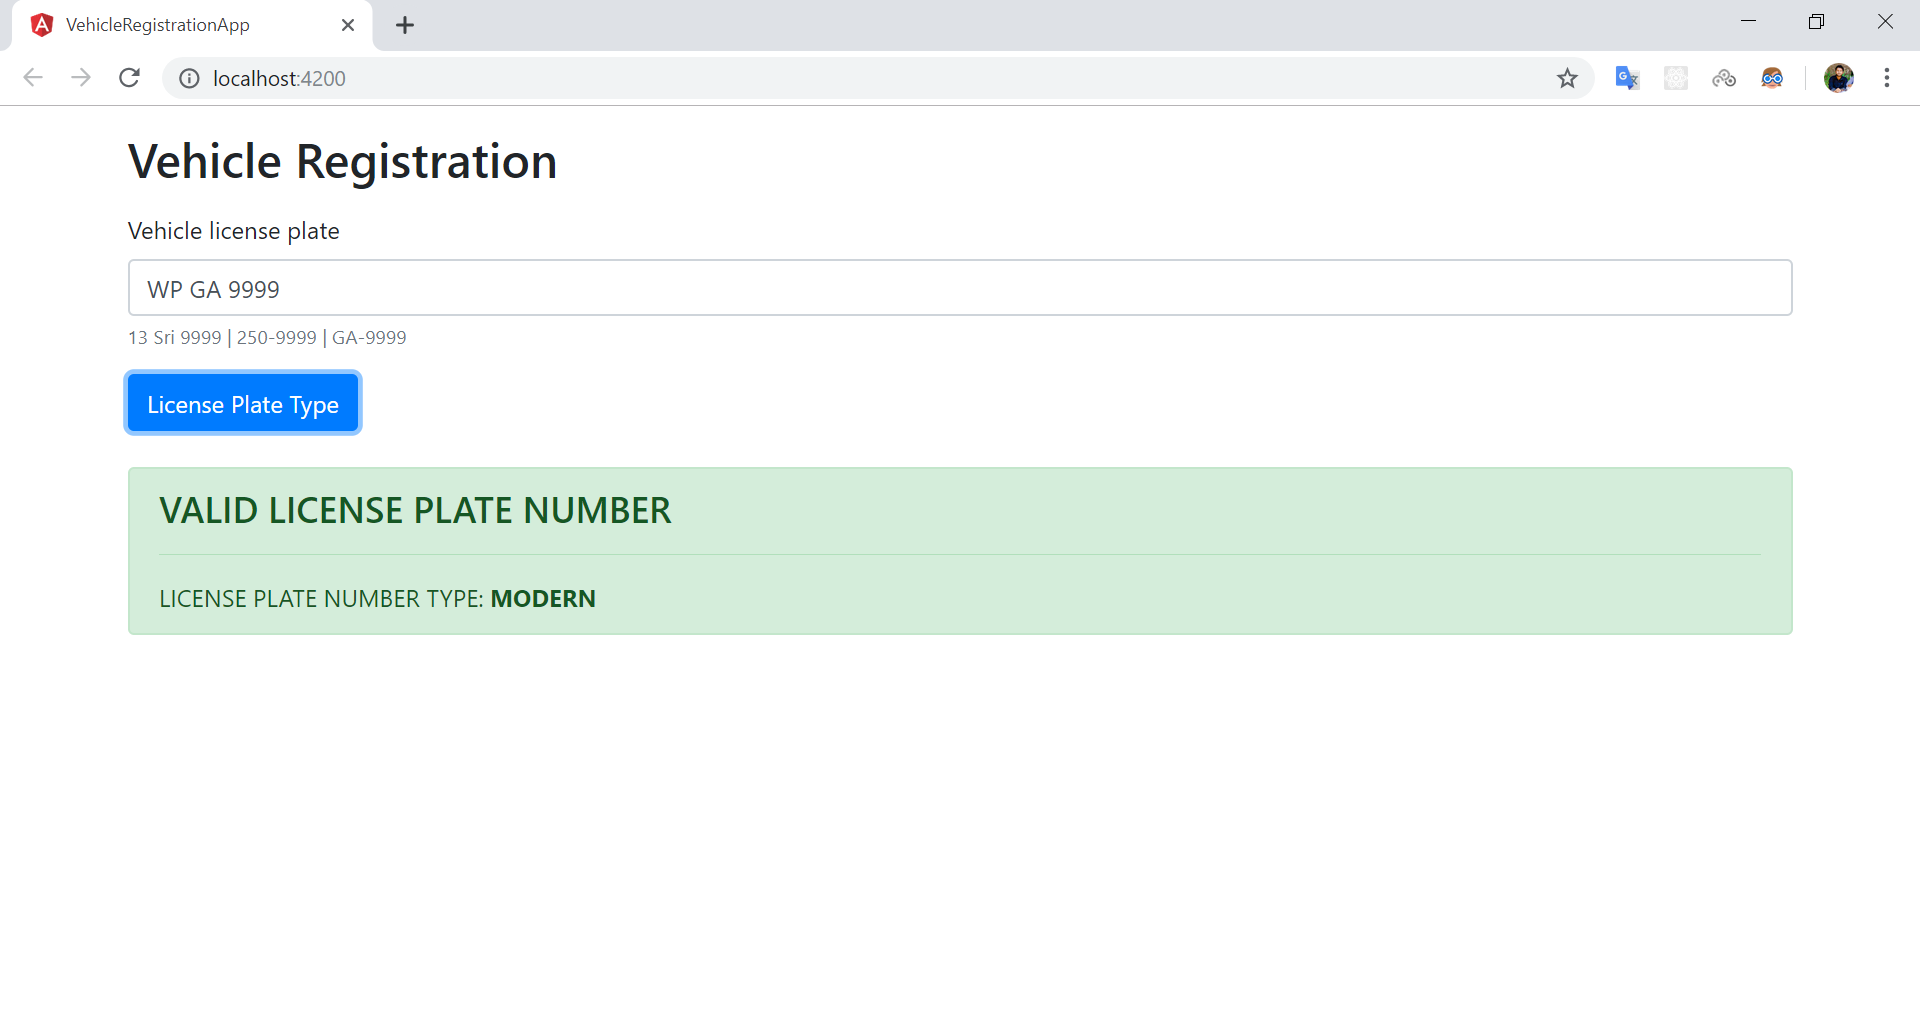 VehicleRegistrationApp
localhost:4200
Vehicle Registration
Vehicle license plate
WP GA 9999
13 Sri 9999 | 250-9999 | GA-9999
License Plate Type
VALID LICENSE PLATE NUMBER
LICENSE PLATE NUMBER TYPE: MODERN